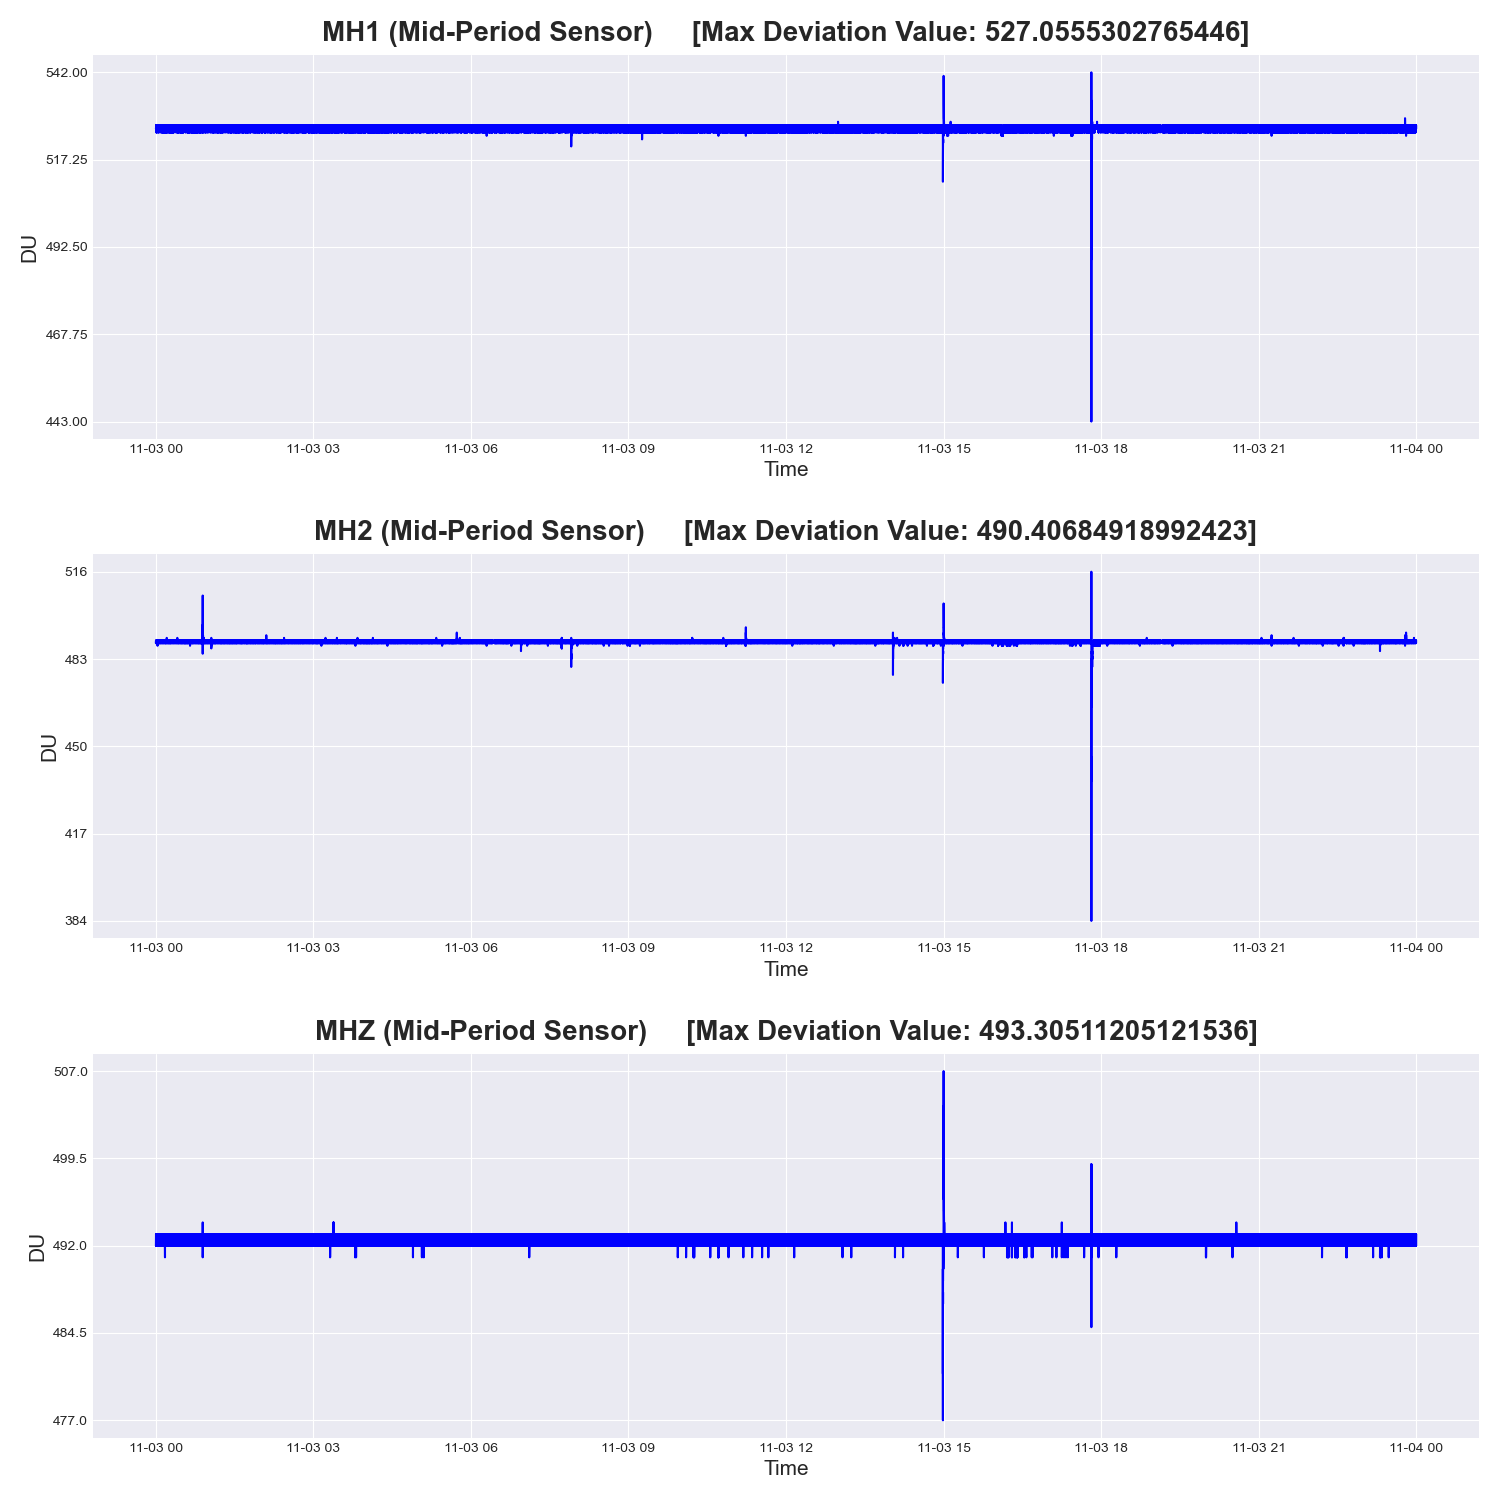 MH1 (Mid-Period Sensor)     [Max Deviation Value: 527.0555302765446]
542.00
517.25
492.50
467.75
443.00
DU
11-03 00 11-03 03 11-03 06 11-03 09 11-03 12 11-03 15 11-03 18 11-03 21 11-04 00
Time
MH2 (Mid-Period Sensor)     [Max Deviation Value: 490.40684918992423]
516
483
450
417
384
DU
11-03 00 11-03 03 11-03 06 11-03 09 11-03 12 11-03 15 11-03 18 11-03 21 11-04 00
Time
MHZ (Mid-Period Sensor)     [Max Deviation Value: 493.30511205121536]
507.0
499.5
492.0
484.5
477.0
DU
11-03 00 11-03 03 11-03 06 11-03 09 11-03 12 11-03 15 11-03 18 11-03 21 11-04 00
Time